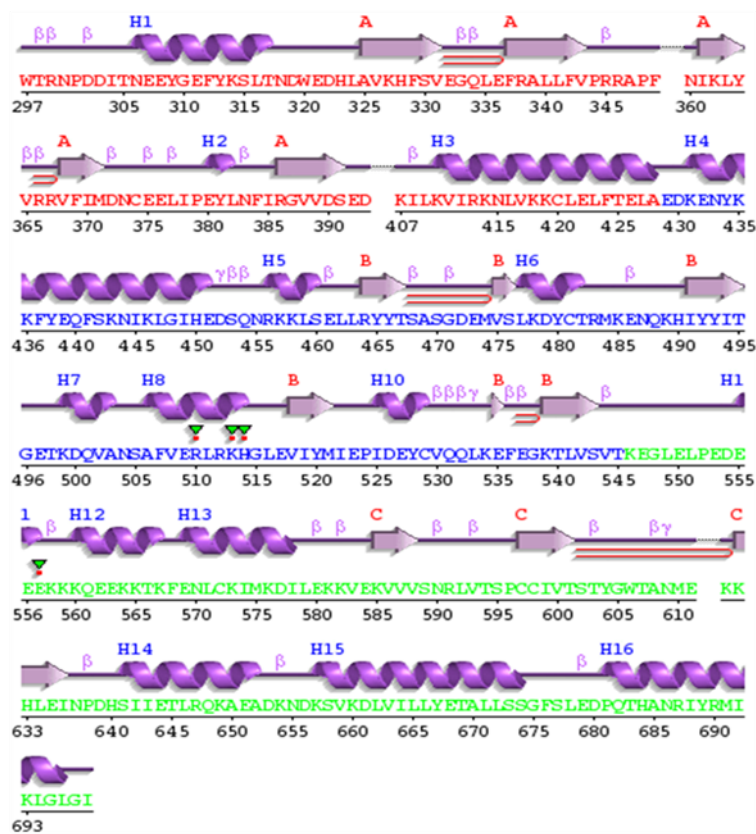 H1 A A A
ββ β ββ β
WTRNPDDITNEEYGEFYKSLTNDWEDHLAVKHFSVEGQLEFRALLFVPRRAPF NIKLY
297 305 310 315 320 325 330 335 340 345 360
A H2 A H3 H4
ββ β β β β β
VRRVFIMDNCEELIPEYLNFIRGVVDSED KILKVIRKNLVKKCLELFTELAEDKENYK
365 370 375 380 385 390 407 415 420 425 430 435
H5 B B H6 B
γββ β β β β
KFYEQFSKNIKLGIHEDSQNRKKLSELLRYYTSASGDEMVSLKDYCTRMKENQKHIYYIT
436 440 445 450 455 460 465 470 475 480 485 490 495
H7 H8 B H10 B B H1
βββγ ββ β
GETKDQVANSAFVERLRKHGLEVIYMIEPIDEYCVQQLKEFEGKTLVSVTKEGLELPEDE
496 500 505 510 515 520 525 530 535 540 545 550 555
1 H12 H13 C C C
β β β β β β βγ
EEKKKQEEKKTKFENLCKIMKDILEKKVEKVVVSNRLVTSPCCIVTSTYGWTANME KK
556 560 565 570 575 580 585 590 595 600 605 610
H14 H15 H16
β β β
HLEINPDHSIIETLRQKAEADKNDKSVKDLVILLYETALLSSGFSLEDPQTHANRIYRMI
633 640 645 650 655 660 665 670 675 680 685 690
KLGLGI
693